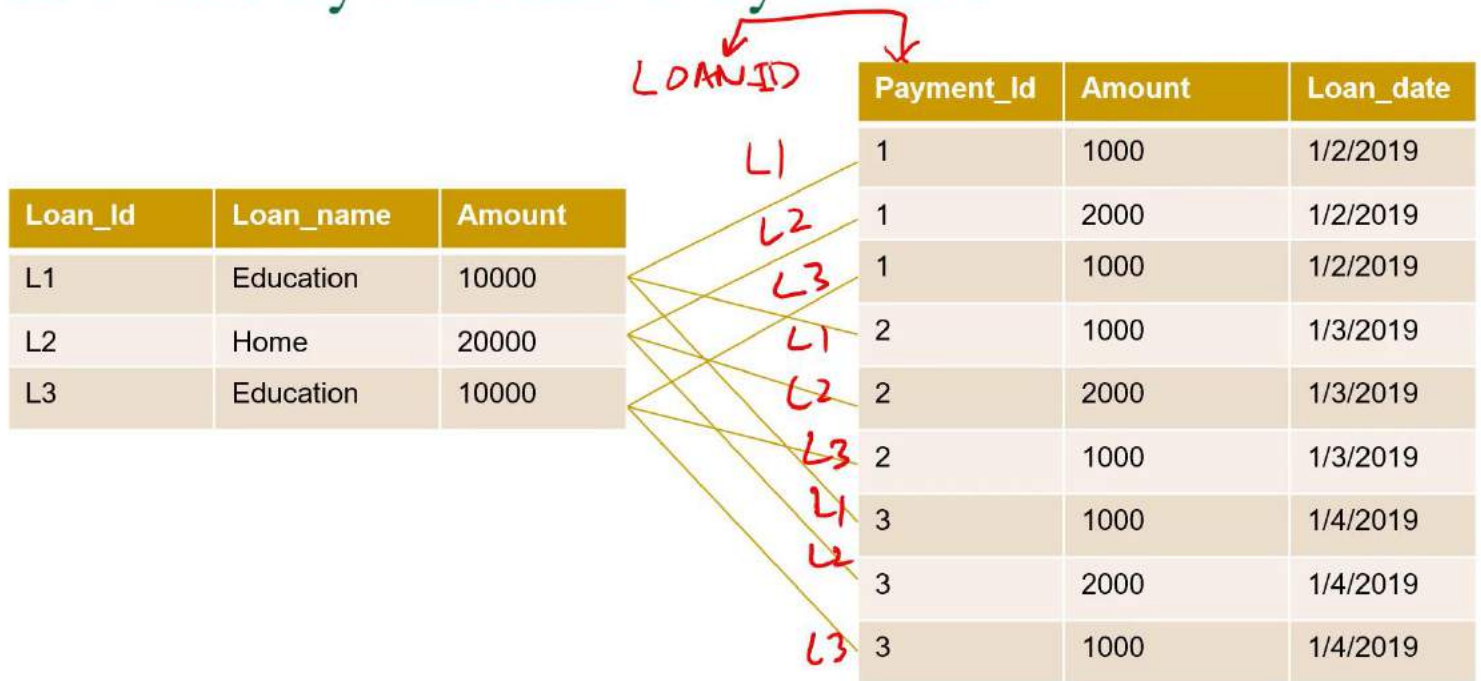 LOANID
Payment_Id Amount Loan_date
L1 1 1000 1/2/2019
L2 1 2000 1/2/2019
L3 1 1000 1/2/2019
L1 2 1000 1/3/2019
L2 2 2000 1/3/2019
L3 2 1000 1/3/2019
L1 3 1000 1/4/2019
L2 3 2000 1/4/2019
L3 3 1000 1/4/2019
Loan_Id Loan_name Amount
L1 Education 10000
L2 Home 20000
L3 Education 10000